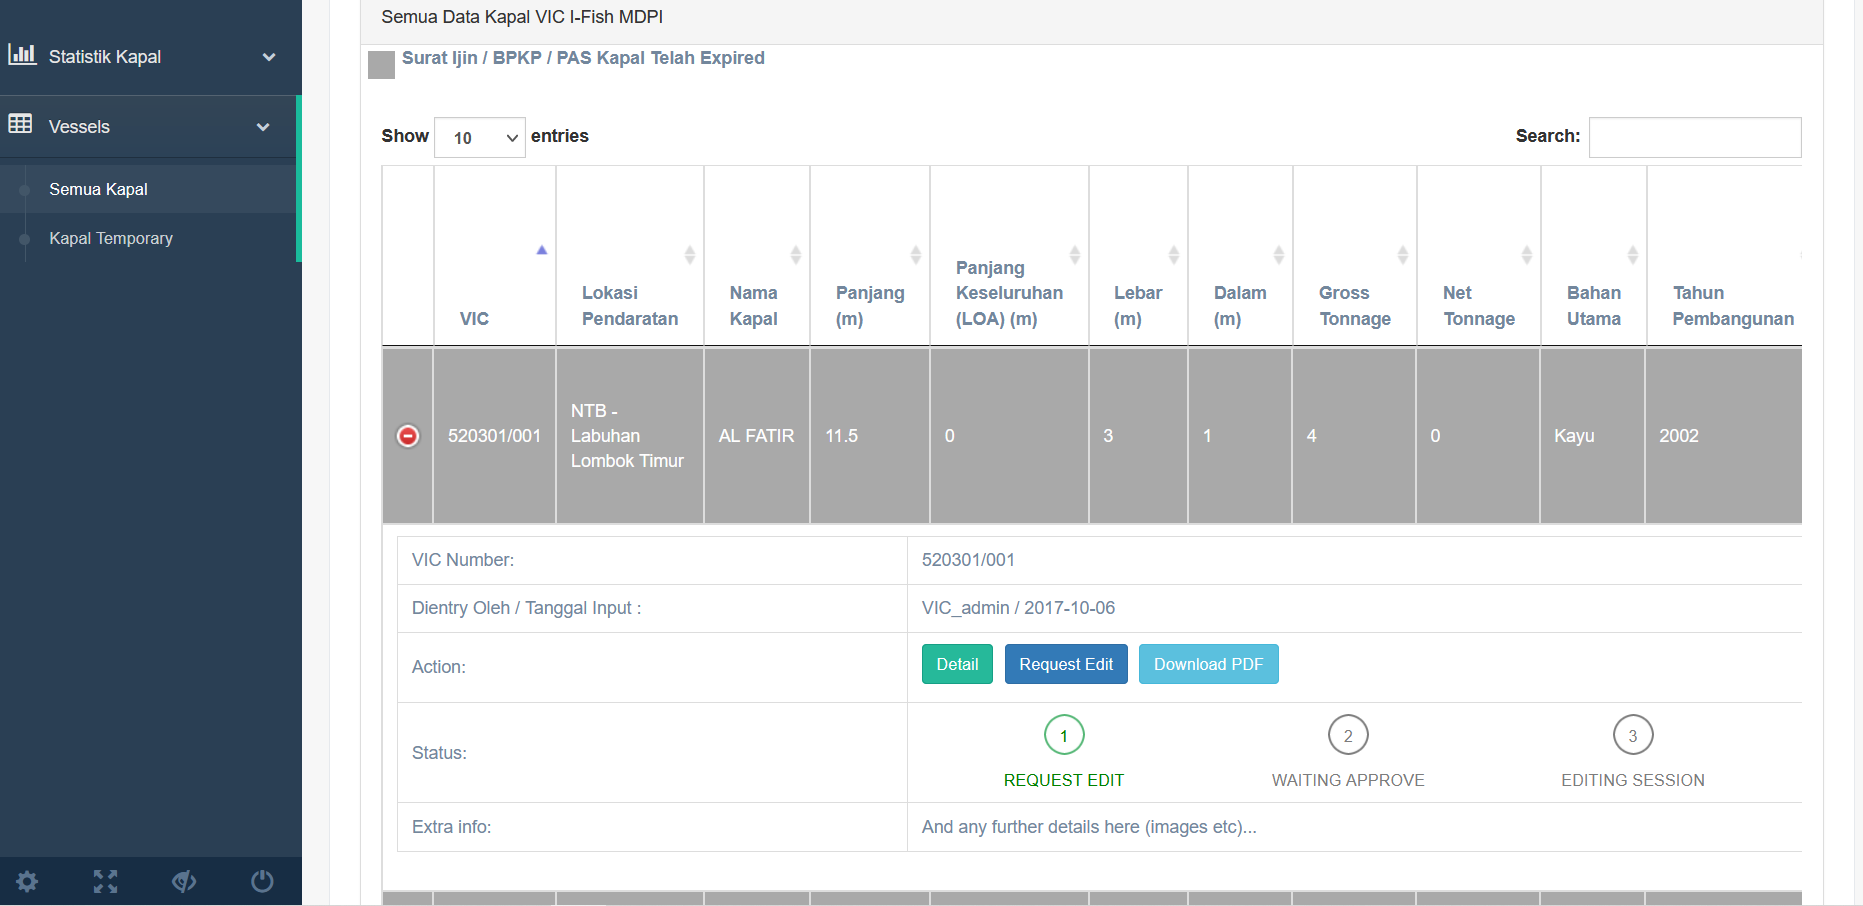 Statistik Kapal
Vessels
Semua Kapal
Kapal Temporary
Semua Data Kapal VIC I-Fish MDPI
Surat Ijin / BPKP / PAS Kapal Telah Expired
Show 10 entries
Search:
VIC
Lokasi
Pendaratan
Nama
Kapal
Panjang
(m)
Panjang
Keseluruhan
(LOA) (m)
Lebar
(m)
Dalam
(m)
Gross
Tonnage
Net
Tonnage
Bahan
Utama
Tahun
Pembangunan
520301/001
NTB -
Labuhan
Lombok Timur
AL FATIR
11.5
0
3
1
4
0
Kayu
2002
VIC Number:
520301/001
Dientry Oleh / Tanggal Input :
VIC_admin / 2017-10-06
Action:
Detail
Request Edit
Download PDF
Status:
1
REQUEST EDIT
2
WAITING APPROVE
3
EDITING SESSION
Extra info:
And any further details here (images etc)...